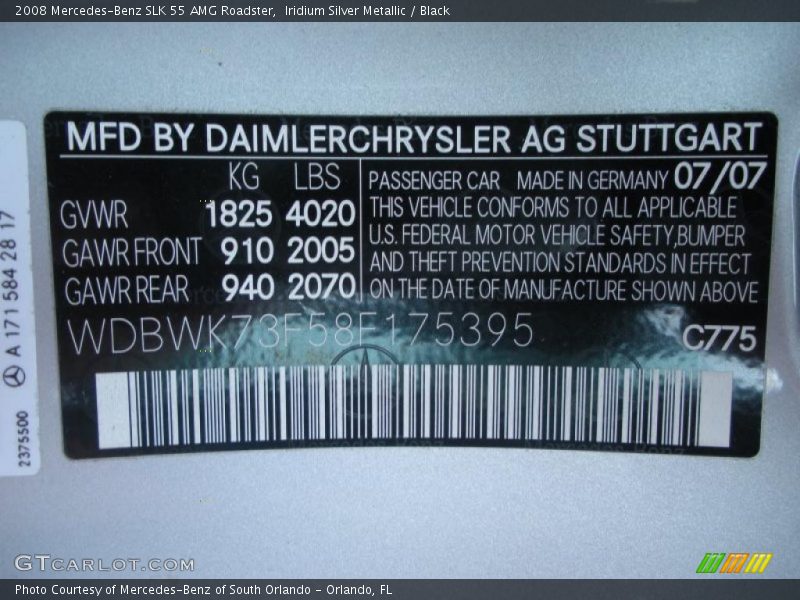 2008 Mercedes-Benz SLK 55 AMG Roadster,  Iridium Silver Metallic / Black
MFD BY DAIMLERCHRYSLER AG STUTTGART
KG LBS
GVWR 1825 4020
GAWR FRONT 910 2005
GAWR REAR 940 2070
PASSENGER CAR MADE IN GERMANY 07/07
THIS VEHICLE CONFORMS TO ALL APPLICABLE
U.S. FEDERAL MOTOR VEHICLE SAFETY,BUMPER
AND THEFT PREVENTION STANDARDS IN EFFECT
ON THE DATE OF MANUFACTURE SHOWN ABOVE
WDBWK73F58F175395
C775
A 171 584 28 17
2375500
GTCARLOT.COM
Photo Courtesy of Mercedes-Benz of South Orlando - Orlando, FL